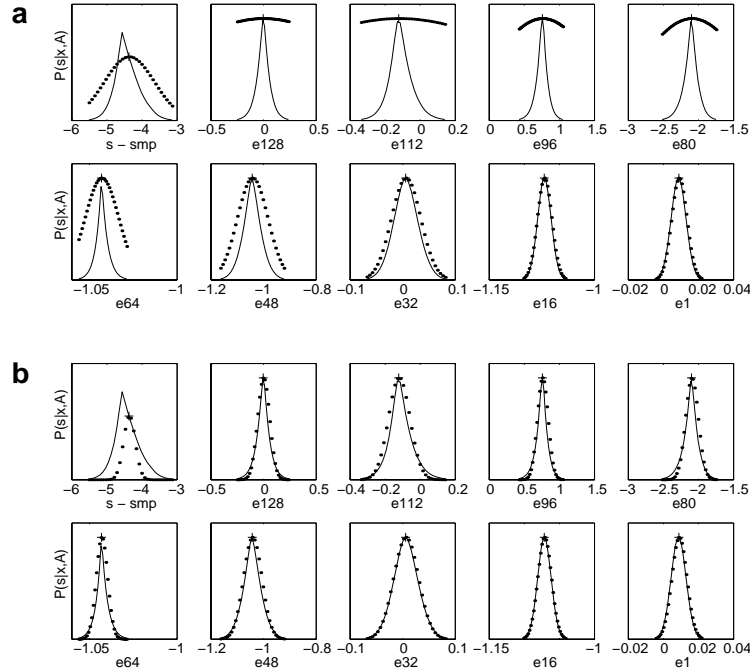 a
P(s|x,A)
−6 −5 −4 −3
s − smp
−0.5 0 0.5
e128
−0.4 −0.2 0 0.2
e112
0 0.5 1 1.5
e96
−3 −2.5 −2 −1.5
e80
P(s|x,A)
−1.05 −1
e64
−1.2 −1 −0.8
e48
−0.1 0 0.1
e32
−1.15 −1
e16
−0.02 0 0.02 0.04
e1
b
P(s|x,A)
−6 −5 −4 −3
s − smp
−0.5 0 0.5
e128
−0.4 −0.2 0 0.2
e112
0 0.5 1 1.5
e96
−3 −2.5 −2 −1.5
e80
P(s|x,A)
−1.05 −1
e64
−1.2 −1 −0.8
e48
−0.1 0 0.1
e32
−1.15 −1
e16
−0.02 0 0.02 0.04
e1